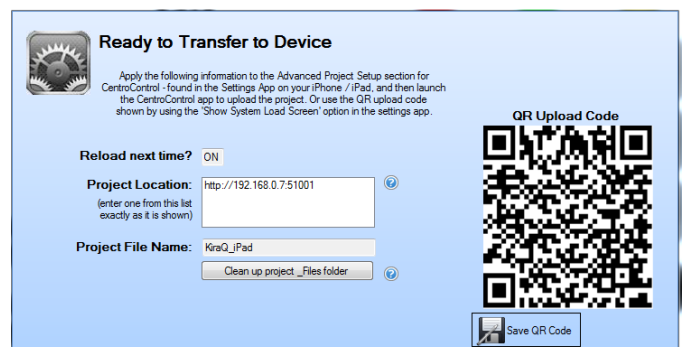 Ready to Transfer to Device
Apply the following information to the Advanced Project Setup section for
CentroControl - found in the Settings App on your iPhone / iPad, and then launch
the CentroControl app to upload the project. Or use the QR upload code
shown by using the 'Show System Load Screen' option in the settings app.
QR Upload Code
Reload next time? ON
Project Location: http://192.168.0.7:51001 ?
(enter one from this list
exactly as it is shown)
Project File Name: KiraQ_iPad
Clean up project _Files folder ?
Save QR Code